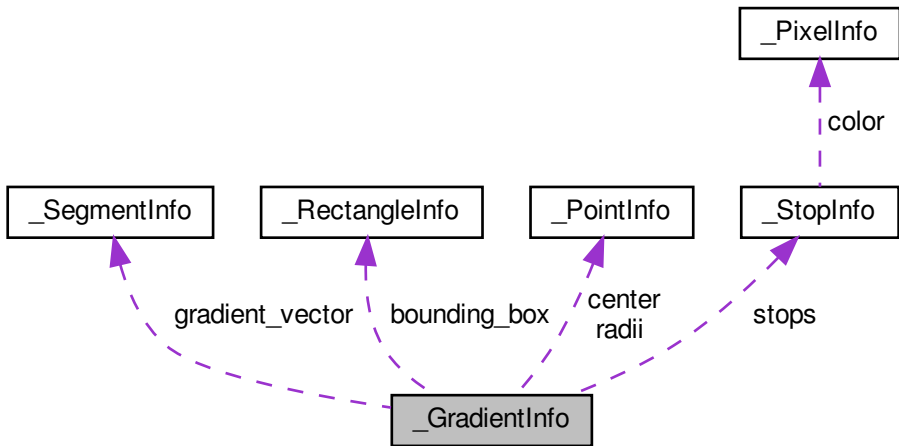 _PixelInfo
color
_SegmentInfo
_RectangleInfo
_PointInfo
_StopInfo
gradient_vector
bounding_box
center
radii
stops
_GradientInfo